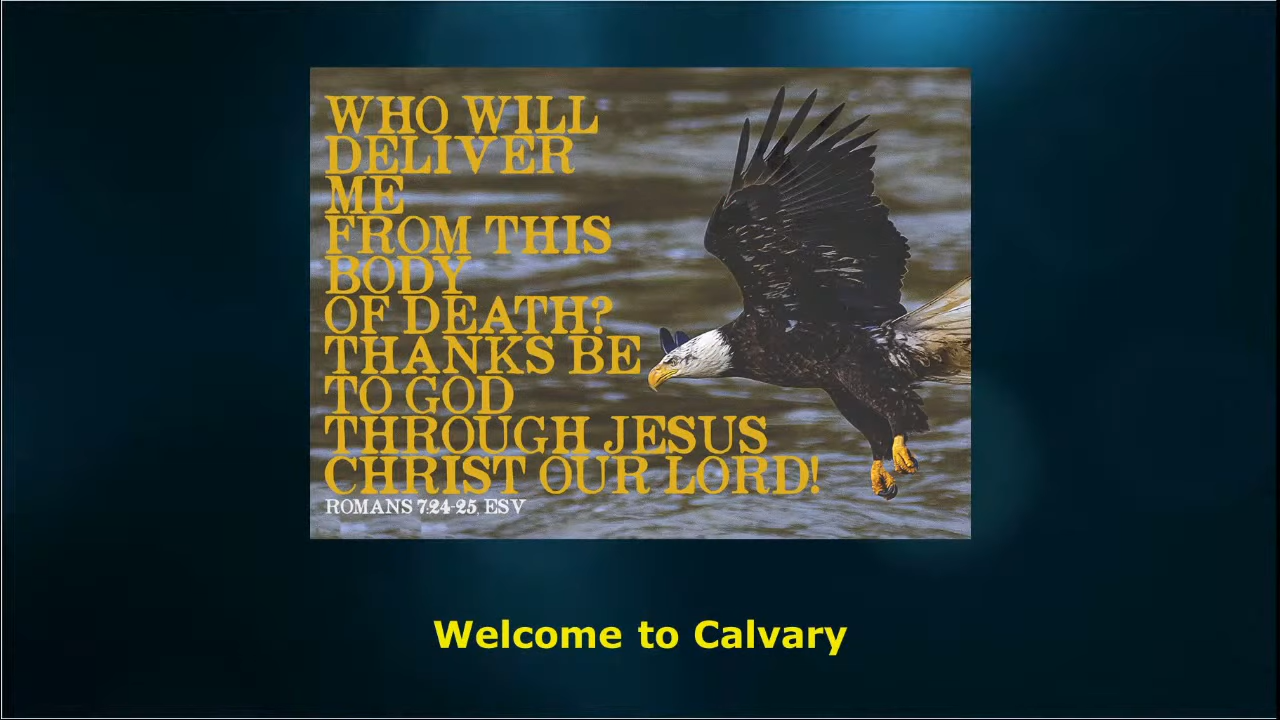 WHO WILL
DELIVER
ME
FROM THIS
BODY
OF DEATH?
THANKS BE
TO GOD
THROUGH JESUS
CHRIST OUR LORD!
ROMANS 7:24-25, ESV
Welcome to Calvary